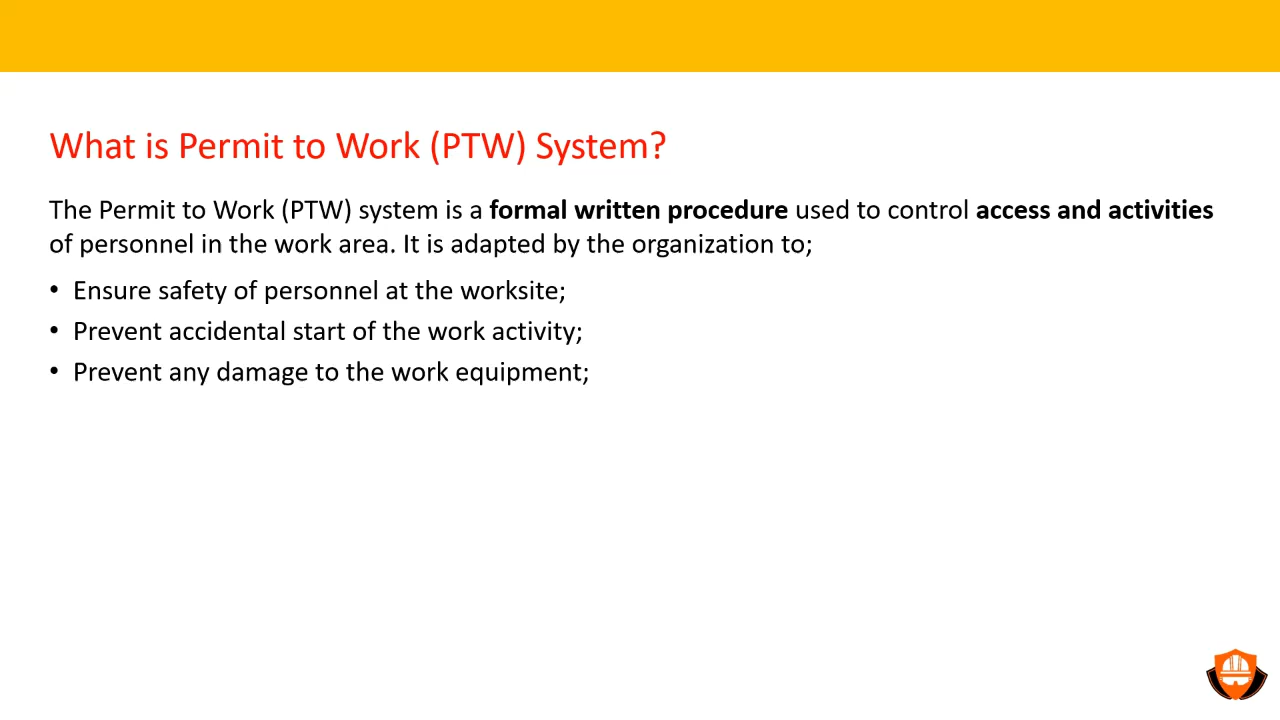 What is Permit to Work (PTW) System?
The Permit to Work (PTW) system is a formal written procedure used to control access and activities
of personnel in the work area. It is adapted by the organization to;
• Ensure safety of personnel at the worksite;
• Prevent accidental start of the work activity;
• Prevent any damage to the work equipment;